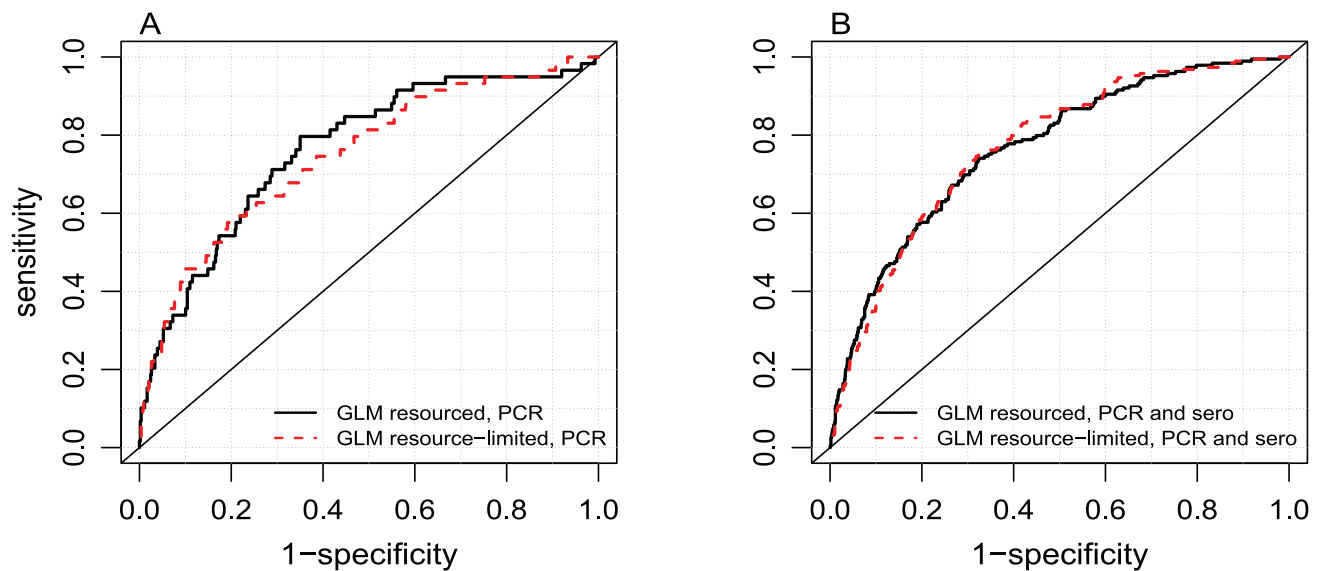 A
sensitivity
1.0
0.8
0.6
0.4
0.2
0.0
GLM resourced, PCR
GLM resource−limited, PCR
0.0 0.2 0.4 0.6 0.8 1.0
1−specificity
B
1.0
0.8
0.6
0.4
0.2
0.0
GLM resourced, PCR and sero
GLM resource−limited, PCR and sero
0.0 0.2 0.4 0.6 0.8 1.0
1−specificity